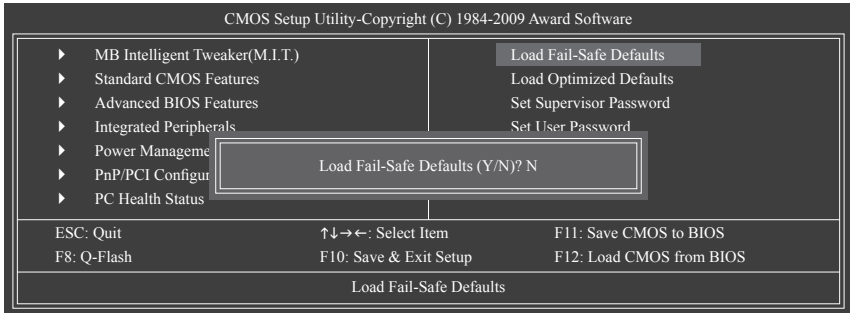 CMOS Setup Utility-Copyright (C) 1984-2009 Award Software
MB Intelligent Tweaker(M.I.T.)
Standard CMOS Features
Advanced BIOS Features
Integrated Peripherals
Power Manageme
PnP/PCI Configur
PC Health Status
Load Fail-Safe Defaults
Load Optimized Defaults
Set Supervisor Password
Set User Password
Load Fail-Safe Defaults (Y/N)? N
ESC: Quit
↑↓→←: Select Item
F11: Save CMOS to BIOS
F8: Q-Flash
F10: Save & Exit Setup
F12: Load CMOS from BIOS
Load Fail-Safe Defaults